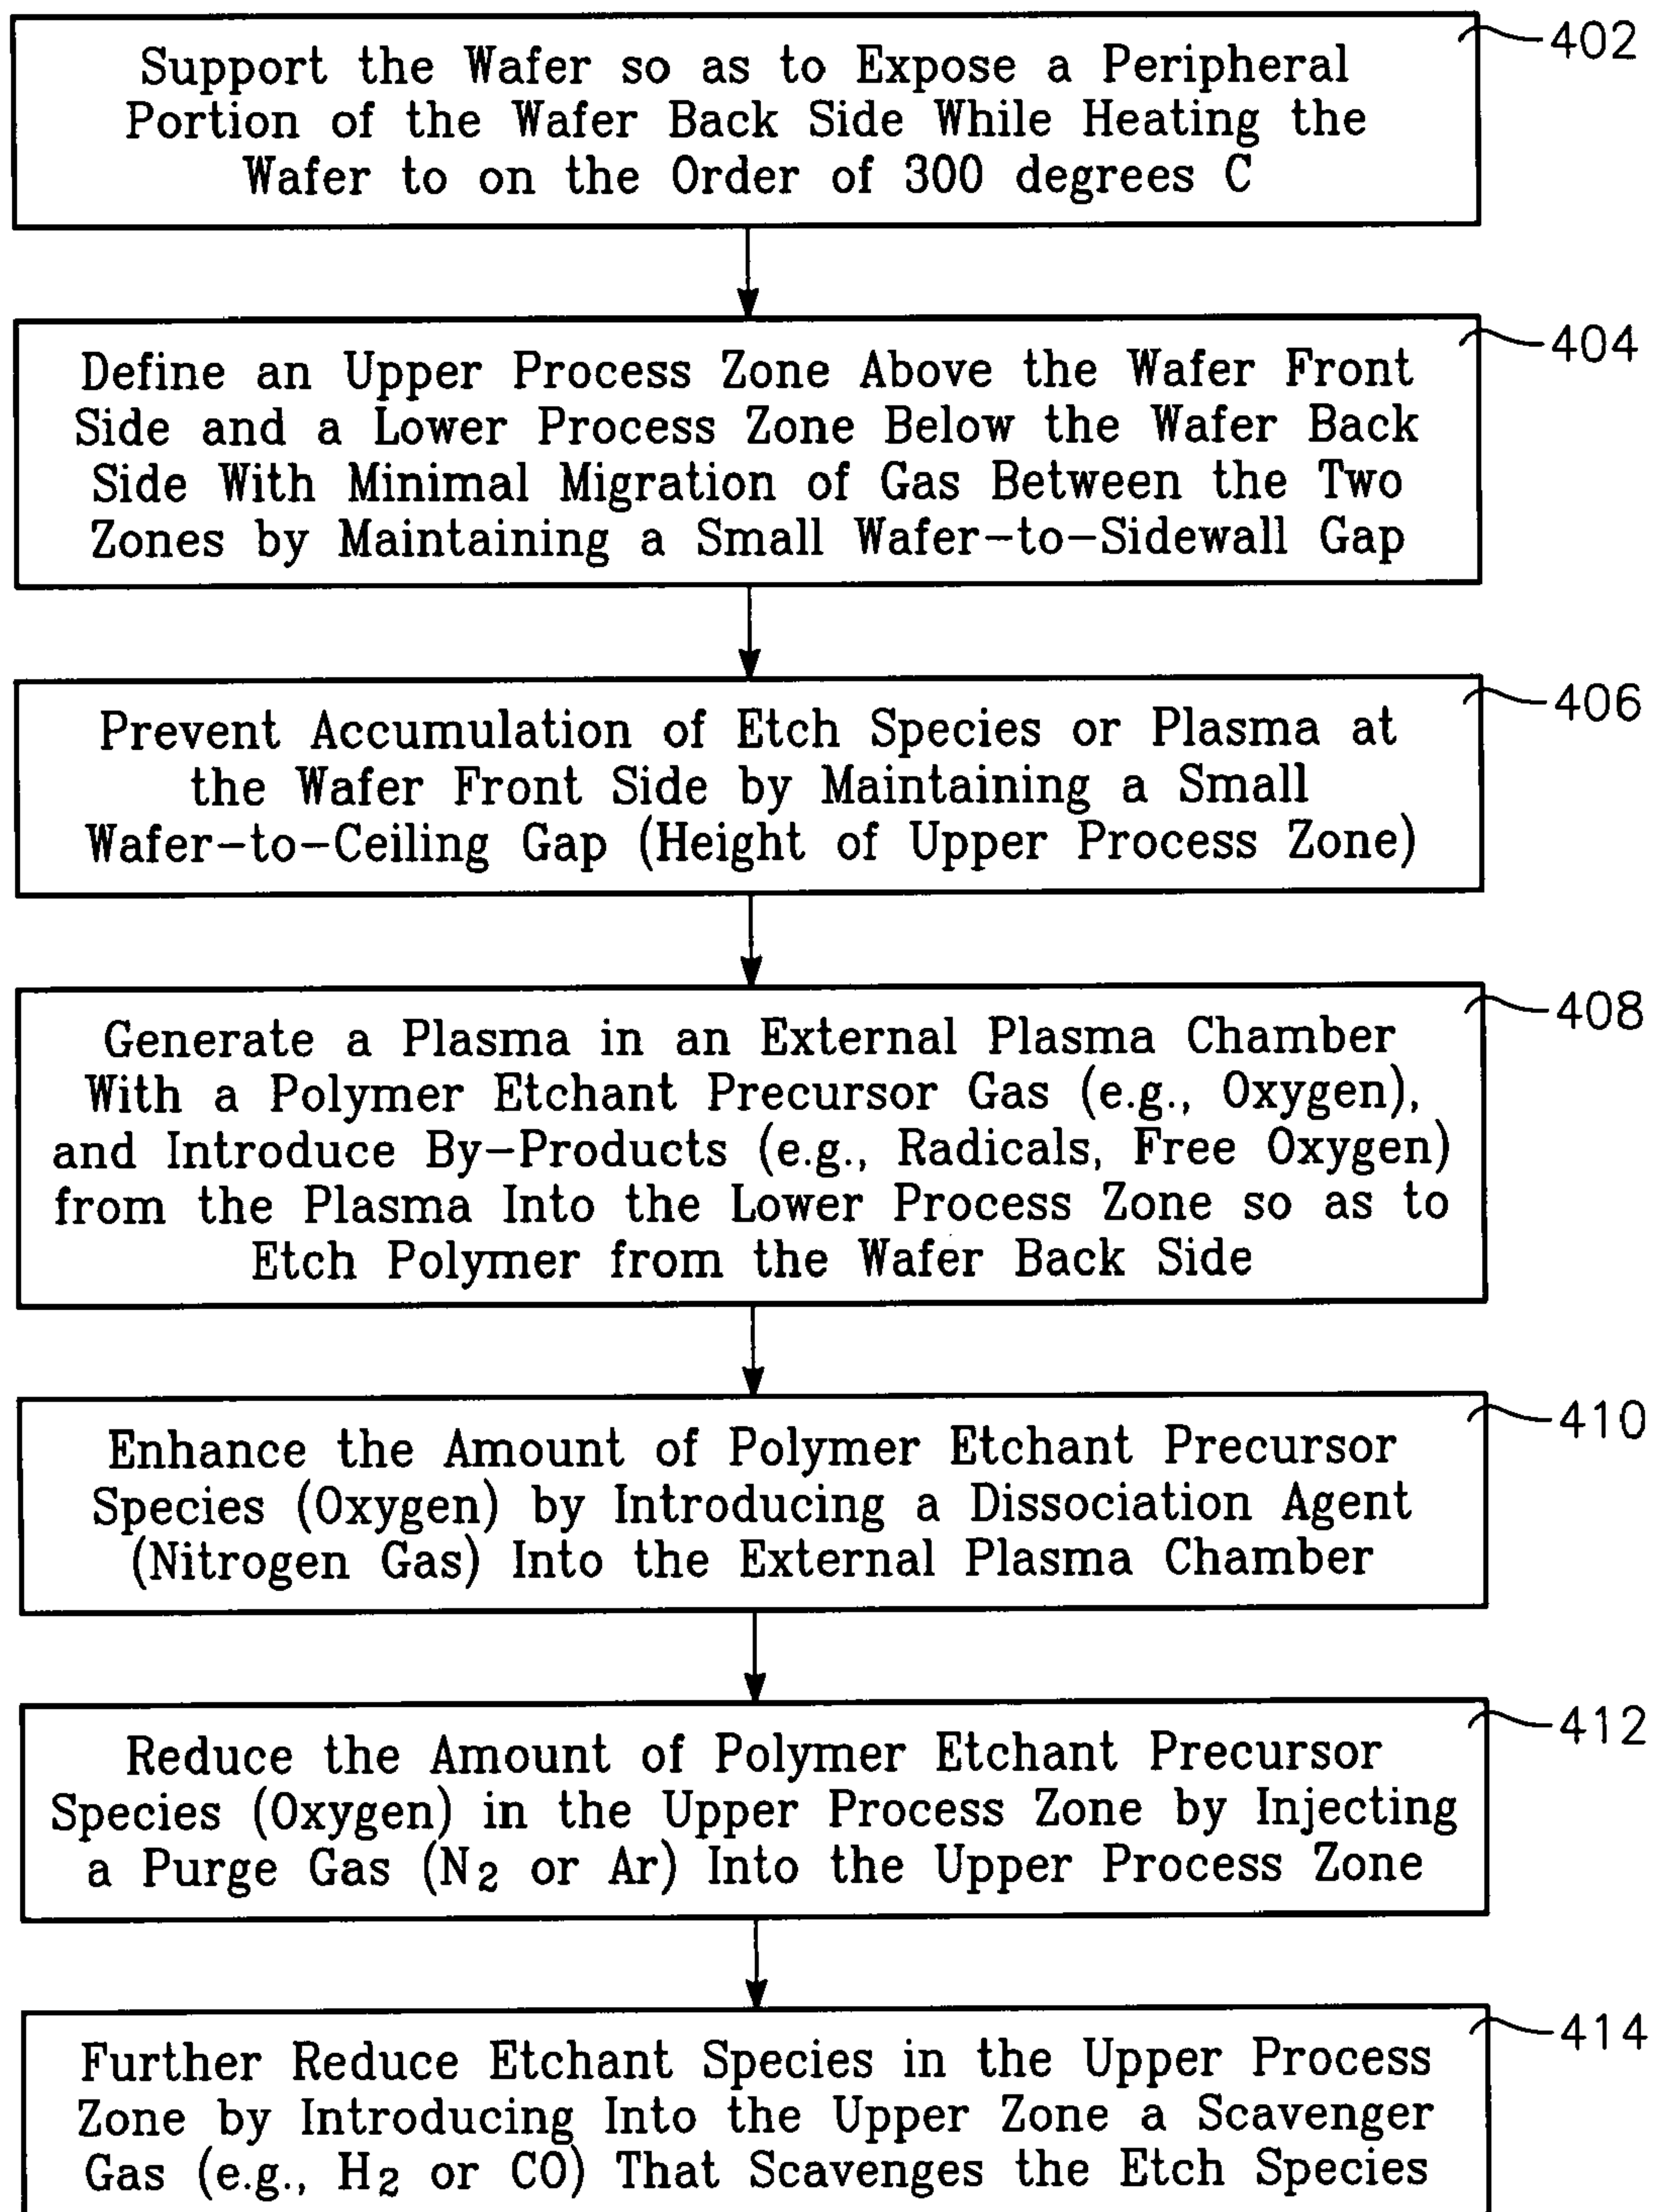 402
Support the Wafer so as to Expose a Peripheral
Portion of the Wafer Back Side While Heating the
Wafer to on the Order of 300 degrees C
404
Define an Upper Process Zone Above the Wafer Front
Side and a Lower Process Zone Below the Wafer Back
Side With Minimal Migration of Gas Between the Two
Zones by Maintaining a Small Wafer-to-Sidewall Gap
406
Prevent Accumulation of Etch Species or Plasma at
the Wafer Front Side by Maintaining a Small
Wafer-to-Ceiling Gap (Height of Upper Process Zone)
408
Generate a Plasma in an External Plasma Chamber
With a Polymer Etchant Precursor Gas (e.g., Oxygen),
and Introduce By-Products (e.g., Radicals, Free Oxygen)
from the Plasma Into the Lower Process Zone so as to
Etch Polymer from the Wafer Back Side
410
Enhance the Amount of Polymer Etchant Precursor
Species (Oxygen) by Introducing a Dissociation Agent
(Nitrogen Gas) Into the External Plasma Chamber
412
Reduce the Amount of Polymer Etchant Precursor
Species (Oxygen) in the Upper Process Zone by Injecting
a Purge Gas (N2 or Ar) Into the Upper Process Zone
414
Further Reduce Etchant Species in the Upper Process
Zone by Introducing Into the Upper Zone a Scavenger
Gas (e.g., H2 or CO) That Scavenges the Etch Species